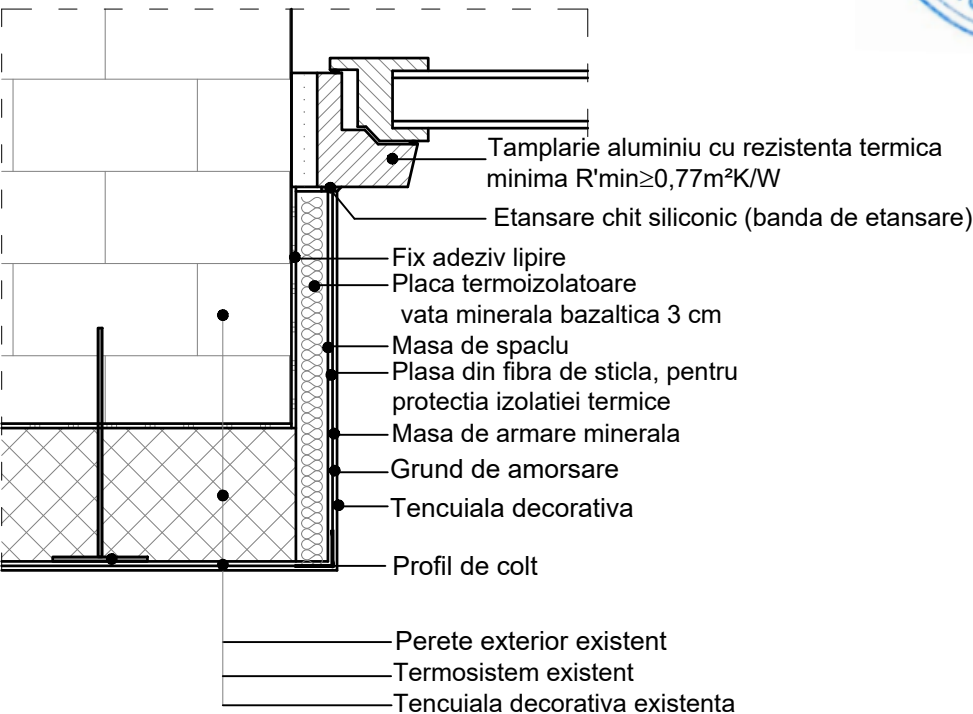 Tamplarie aluminiu cu rezistenta termica
minima R'min≥0,77m²K/W
Etansare chit siliconic (banda de etansare)
Fix adeziv lipire
Placa termoizolatoare
vata minerala bazaltica 3 cm
Masa de spaclu
Plasa din fibra de sticla, pentru
protectia izolatiei termice
Masa de armare minerala
Grund de amorsare
Tencuiala decorativa
Profil de colt
Perete exterior existent
Termosistem existent
Tencuiala decorativa existenta